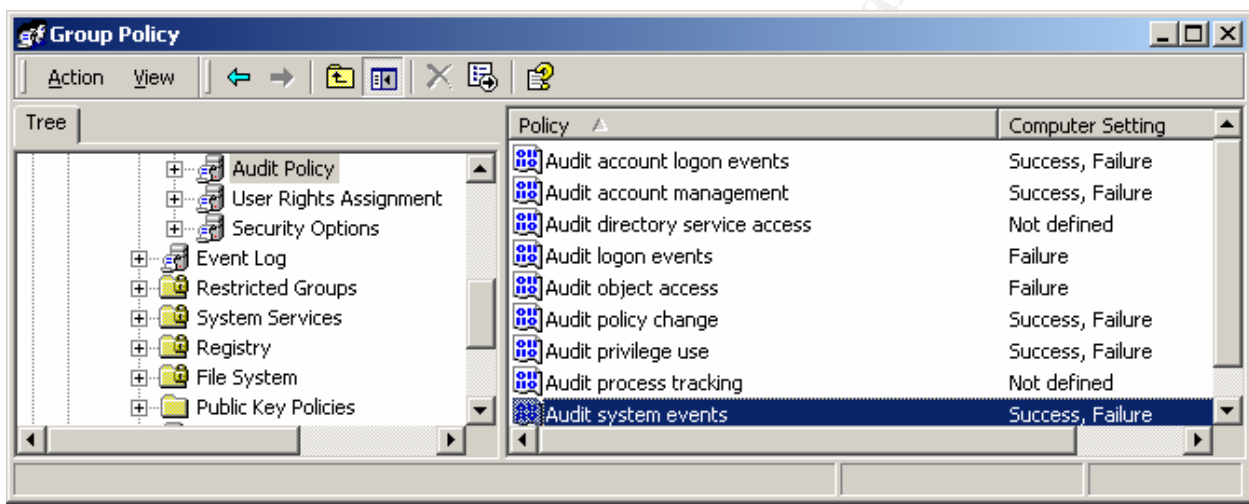 Group Policy
Action View
Tree
Policy Computer Setting
Audit Policy
User Rights Assignment
Security Options
Event Log
Restricted Groups
System Services
Registry
File System
Public Key Policies
Audit account logon events Success, Failure
Audit account management Success, Failure
Audit directory service access Not defined
Audit logon events Failure
Audit object access Failure
Audit policy change Success, Failure
Audit privilege use Success, Failure
Audit process tracking Not defined
Audit system events Success, Failure